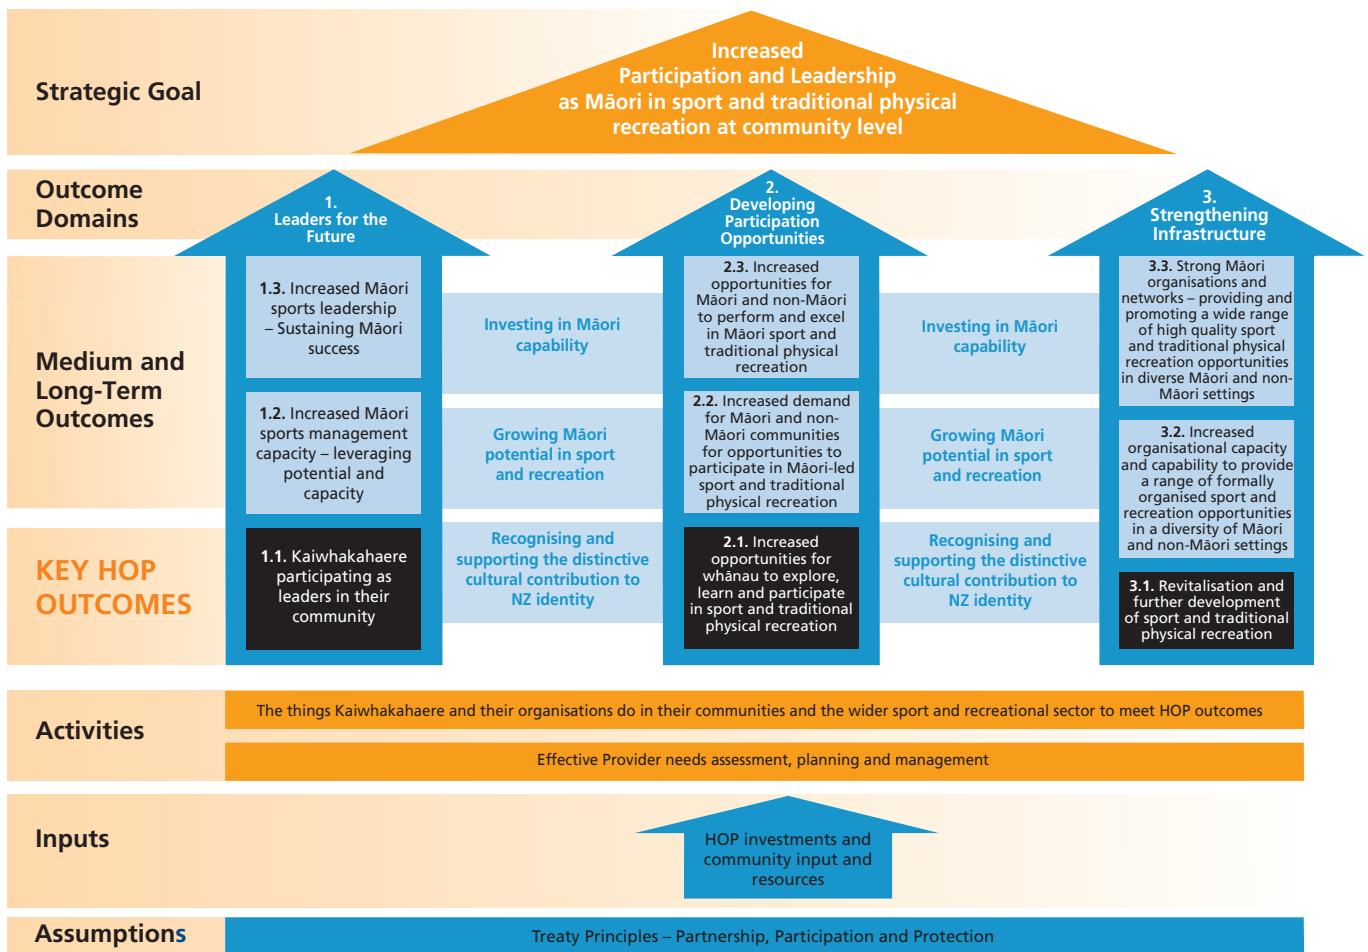 Strategic Goal
Increased
Participation and Leadership
as Māori in sport and traditional physical
recreation at community level
Outcome
Domains
1.
Leaders for the
Future
2.
Developing
Participation
Opportunities
3.
Strengthening
Infrastructure
Medium and
Long-Term
Outcomes
1.3. Increased Māori
sports leadership
– Sustaining Māori
success
1.2. Increased Māori
sports management
capacity – leveraging
potential and
capacity
Investing in Māori
capability
Growing Māori
potential in sport
and recreation
2.3. Increased
opportunities for
Māori and non-Māori
to perform and excel
in Māori sport and
traditional physical
recreation
2.2. Increased demand
for Māori and non-
Māori communities
for opportunities to
participate in Māori-led
sport and traditional
physical recreation
Investing in Māori
capability
Growing Māori
potential in sport
and recreation
3.3. Strong Māori
organisations and
networks – providing and
promoting a wide range
of high quality sport
and traditional physical
recreation opportunities
in diverse Māori and non-
Māori settings
3.2. Increased
organisational capacity
and capability to provide
a range of formally
organised sport and
recreation opportunities
in a diversity of Māori
and non-Māori settings
KEY HOP
OUTCOMES
1.1. Kaiwhakahaere
participating as
leaders in their
community
Recognising and
supporting the distinctive
cultural contribution to
NZ identity
2.1. Increased
opportunities for
whānau to explore,
learn and participate
in sport and traditional
physical recreation
Recognising and
supporting the distinctive
cultural contribution to
NZ identity
3.1. Revitalisation and
further development
of sport and traditional
physical recreation
Activities
The things Kaiwhakahaere and their organisations do in their communities and the wider sport and recreational sector to meet HOP outcomes
Effective Provider needs assessment, planning and management
Inputs
HOP investments and
community input and
resources
Assumptions
Treaty Principles – Partnership, Participation and Protection